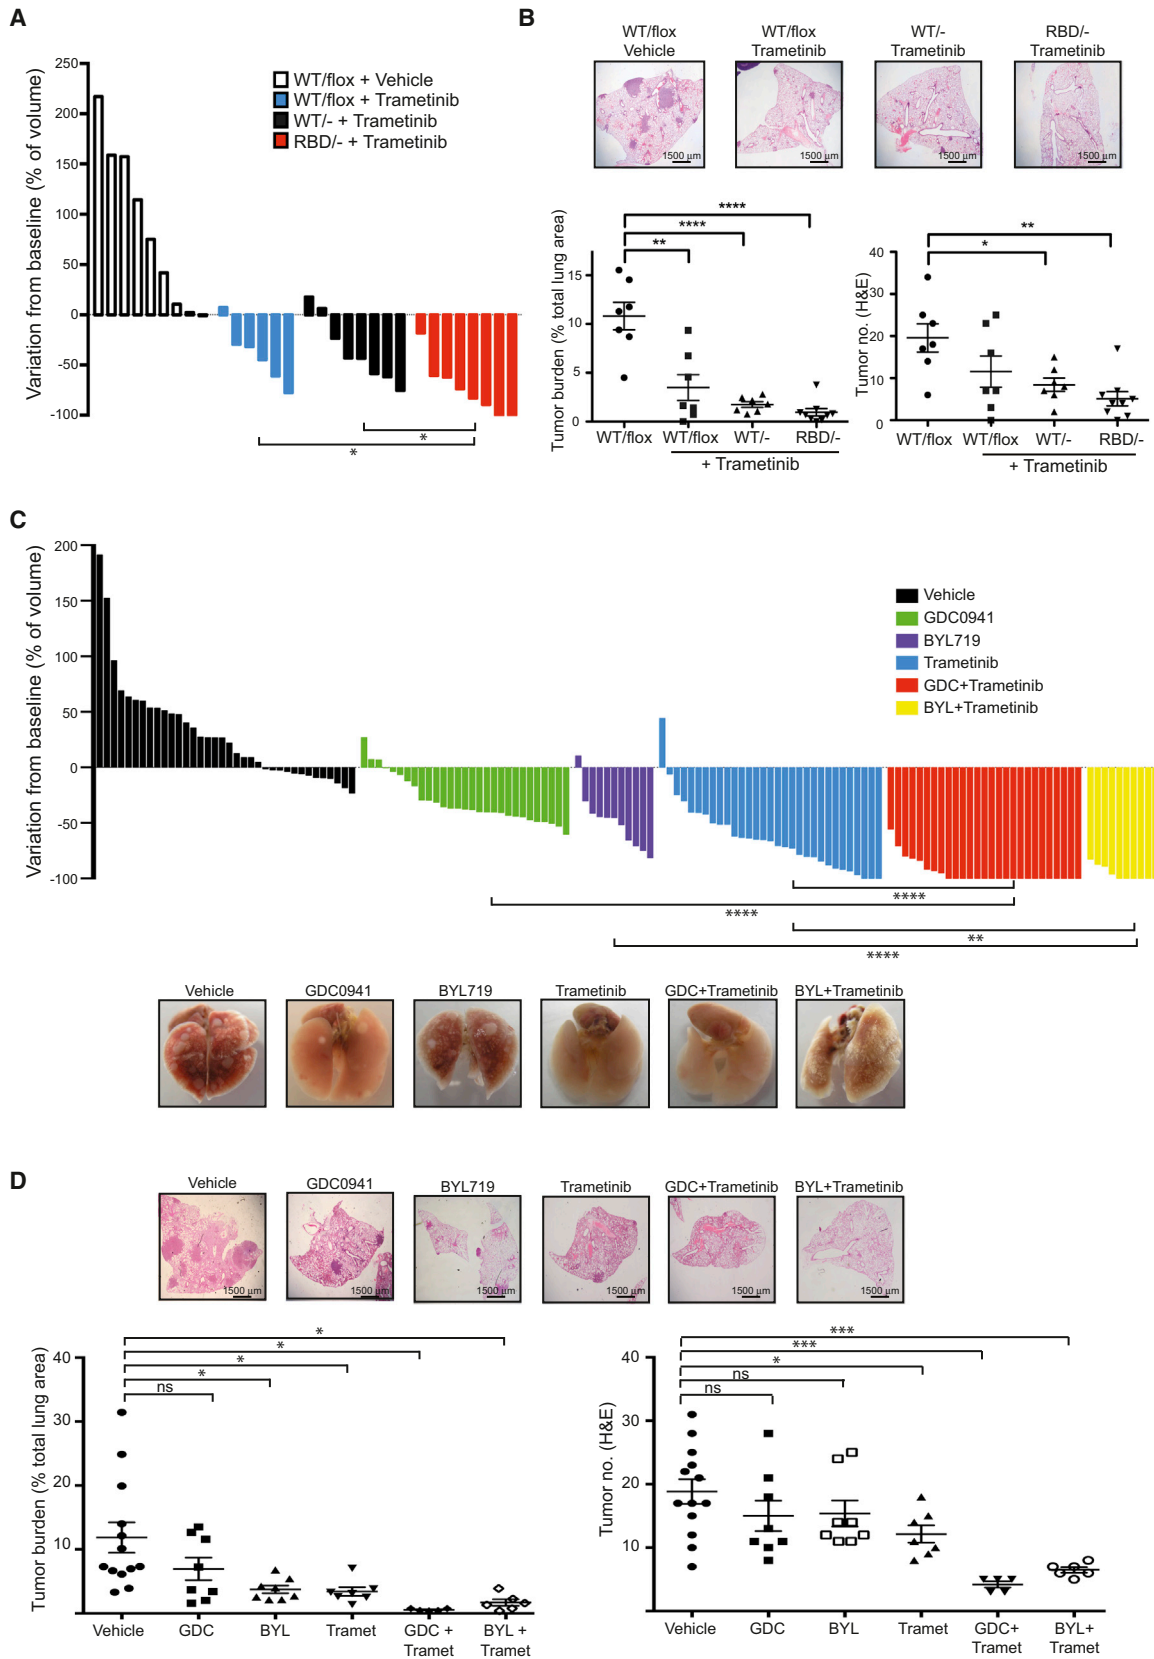 A
Variation from baseline (% of volume)
250
200
150
100
50
0
-50
-100
WT/flox + Vehicle
WT/flox + Trametinib
WT/- + Trametinib
RBD/- + Trametinib
*
*
B
WT/flox
Vehicle
WT/flox
Trametinib
WT/-
Trametinib
RBD/-
Trametinib
1500 µm
1500 µm
1500 µm
1500 µm
Tumor burden (% total lung area)
15
10
5
0
****
****
**
WT/flox
WT/flox
WT/-
RBD/-
+ Trametinib
Tumor no. (H&E)
40
30
20
10
0
**
*
WT/flox
WT/flox
WT/-
RBD/-
+ Trametinib
C
Variation from baseline (% of volume)
200
150
100
50
0
-50
-100
Vehicle
GDC0941
BYL719
Trametinib
GDC+Trametinib
BYL+Trametinib
****
****
**
****
Vehicle
GDC0941
BYL719
Trametinib
GDC+Trametinib
BYL+Trametinib
D
Vehicle
GDC0941
BYL719
Trametinib
GDC+Trametinib
BYL+Trametinib
1500 µm
1500 µm
1500 µm
1500 µm
1500 µm
1500 µm
Tumor burden (% total lung area)
40
30
20
10
*
*
*
*
ns
Vehicle
GDC
BYL
Tramet
GDC +
Tramet
BYL +
Tramet
Tumor no. (H&E)
40
30
20
10
***
***
*
ns
ns
Vehicle
GDC
BYL
Tramet
GDC+
Tramet
BYL+
Tramet